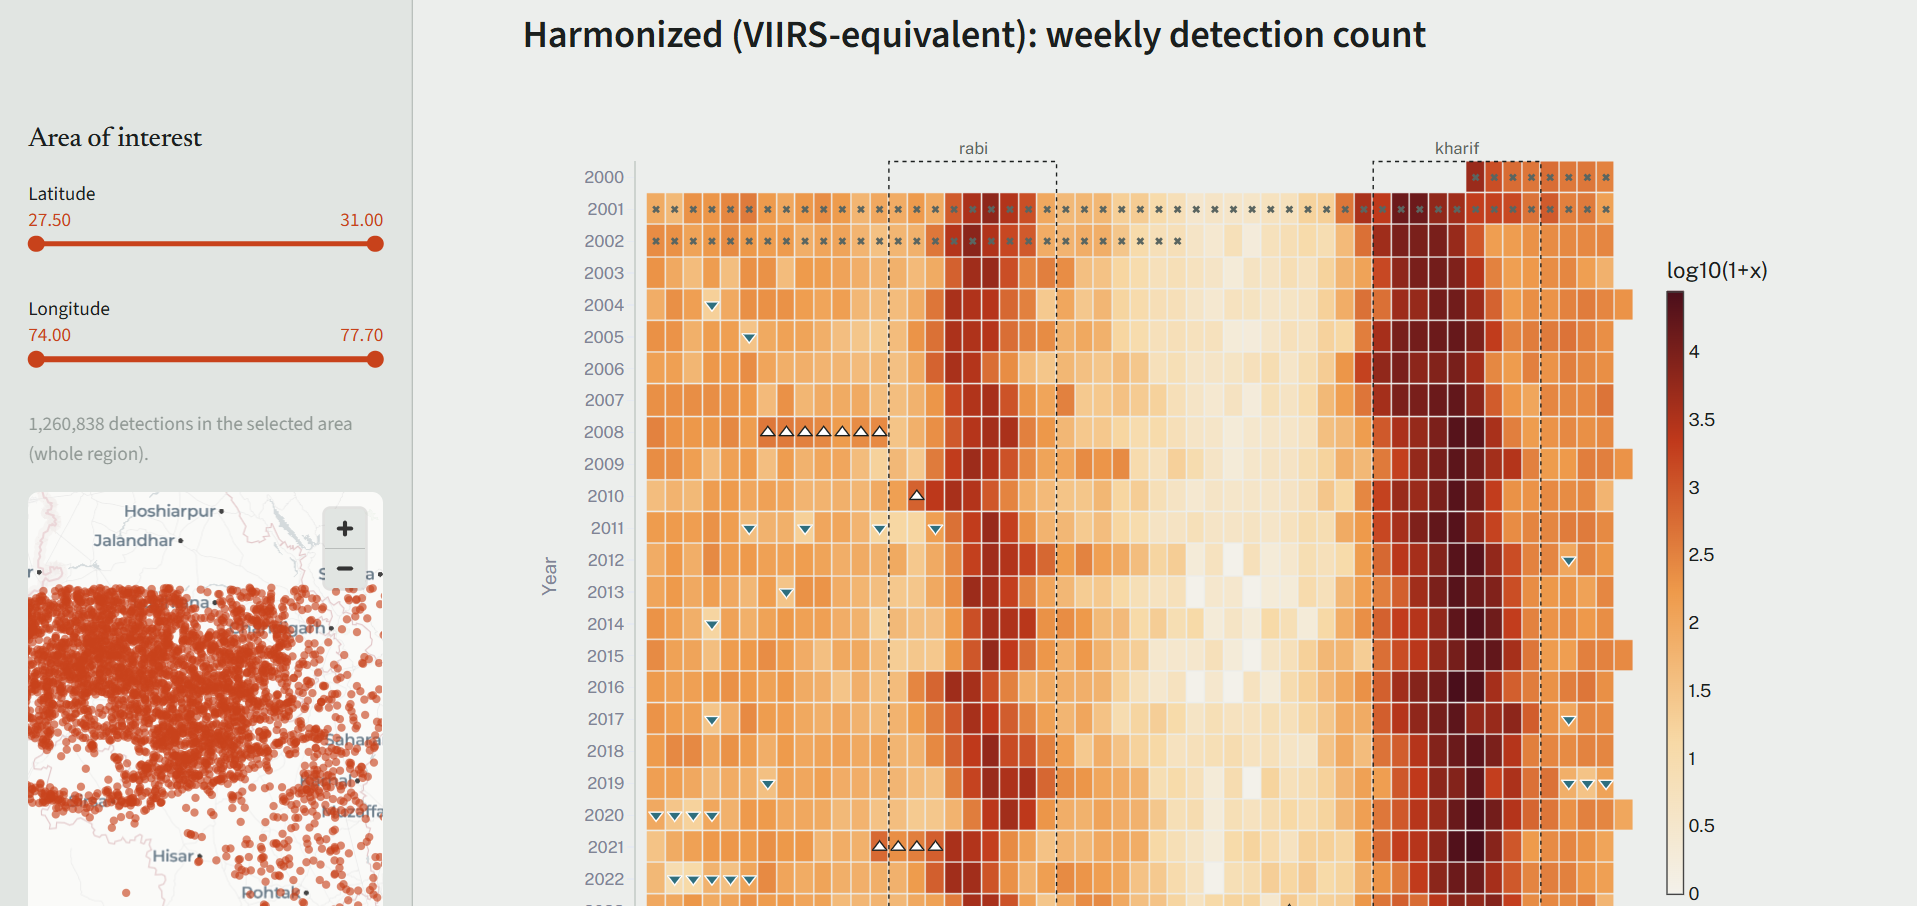 Harmonized (VIIRS-equivalent): weekly detection count
Area of interest
Latitude
27.50 31.00
Longitude
74.00 77.70
1,260,838 detections in the selected area
(whole region).
Hoshiarpur
Jalandhar
Hisar
Rohtak
+
−
rabi
kharif
Year
2000
2001
2002
2003
2004
2005
2006
2007
2008
2009
2010
2011
2012
2013
2014
2015
2016
2017
2018
2019
2020
2021
2022
log10(1+x)
4
3.5
3
2.5
2
1.5
1
0.5
0